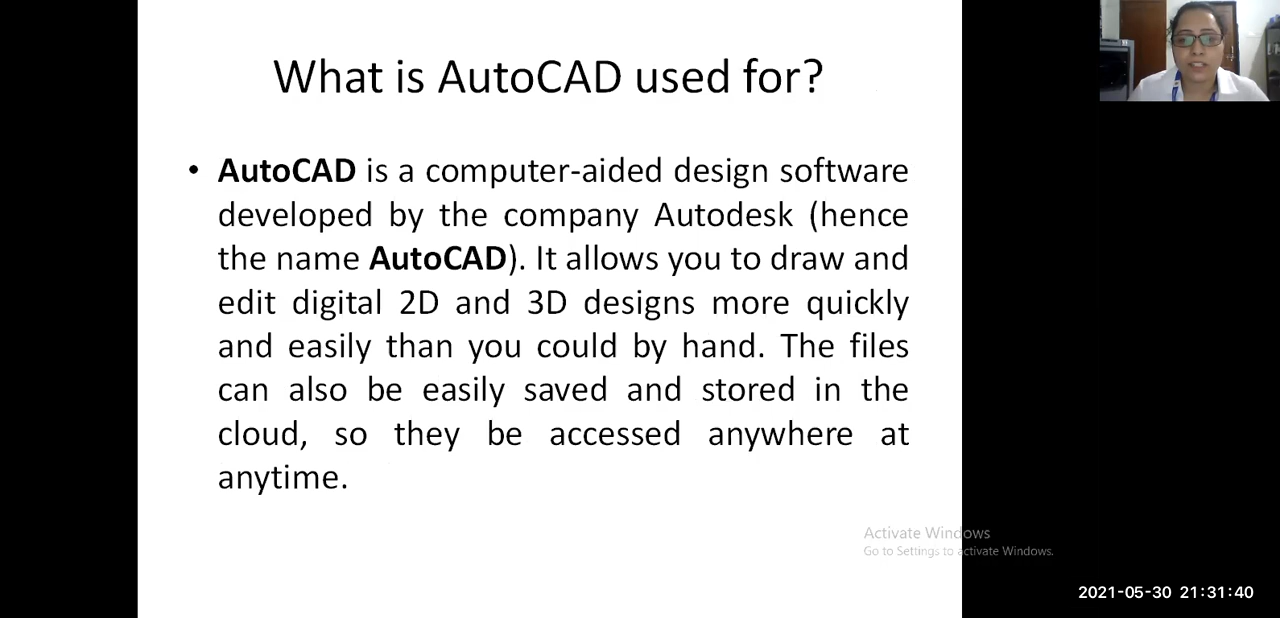 What is AutoCAD used for?
• AutoCAD is a computer-aided design software
developed by the company Autodesk (hence
the name AutoCAD). It allows you to draw and
edit digital 2D and 3D designs more quickly
and easily than you could by hand. The files
can also be easily saved and stored in the
cloud, so they be accessed anywhere at
anytime.
Activate Windows
Go to Settings to activate Windows.
2021-05-30 21:31:40